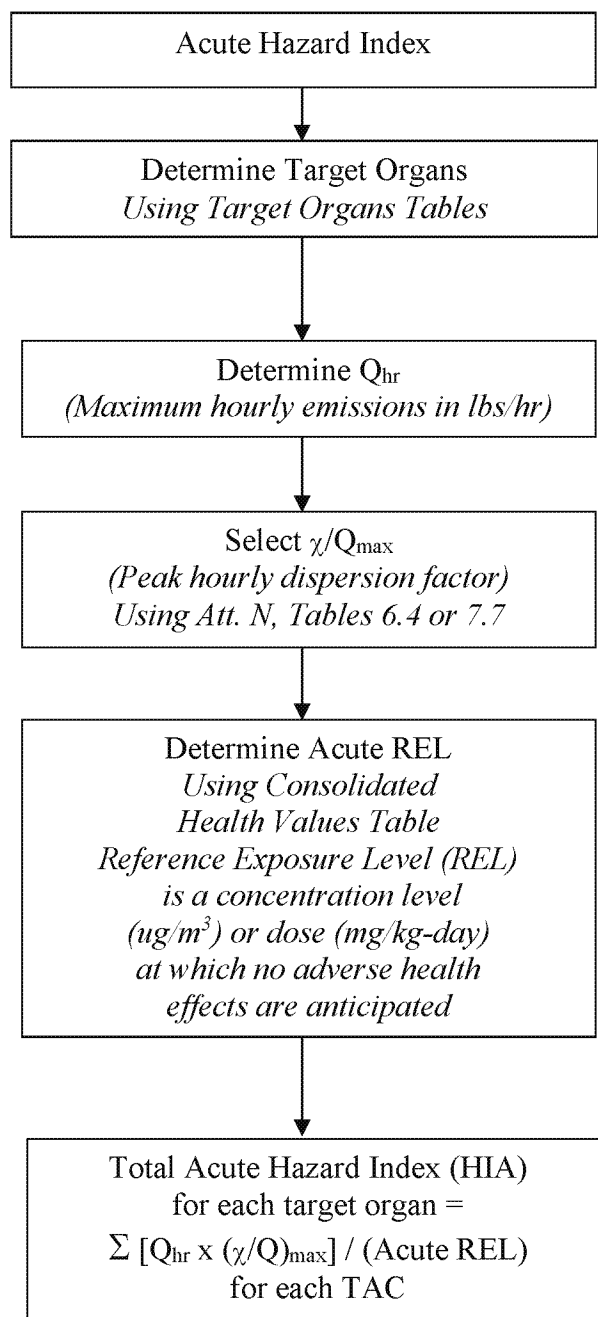 Acute Hazard Index
Determine Target Organs
Using Target Organs Tables
Determine Qhr
(Maximum hourly emissions in lbs/hr)
Select χ/Qmax
(Peak hourly dispersion factor)
Using Att. N, Tables 6.4 or 7.7
Determine Acute REL
Using Consolidated
Health Values Table
Reference Exposure Level (REL)
is a concentration level
(ug/m³) or dose (mg/kg-day)
at which no adverse health
effects are anticipated
Total Acute Hazard Index (HIA)
for each target organ =
Σ [Qhr x (χ/Q)max] / (Acute REL)
for each TAC